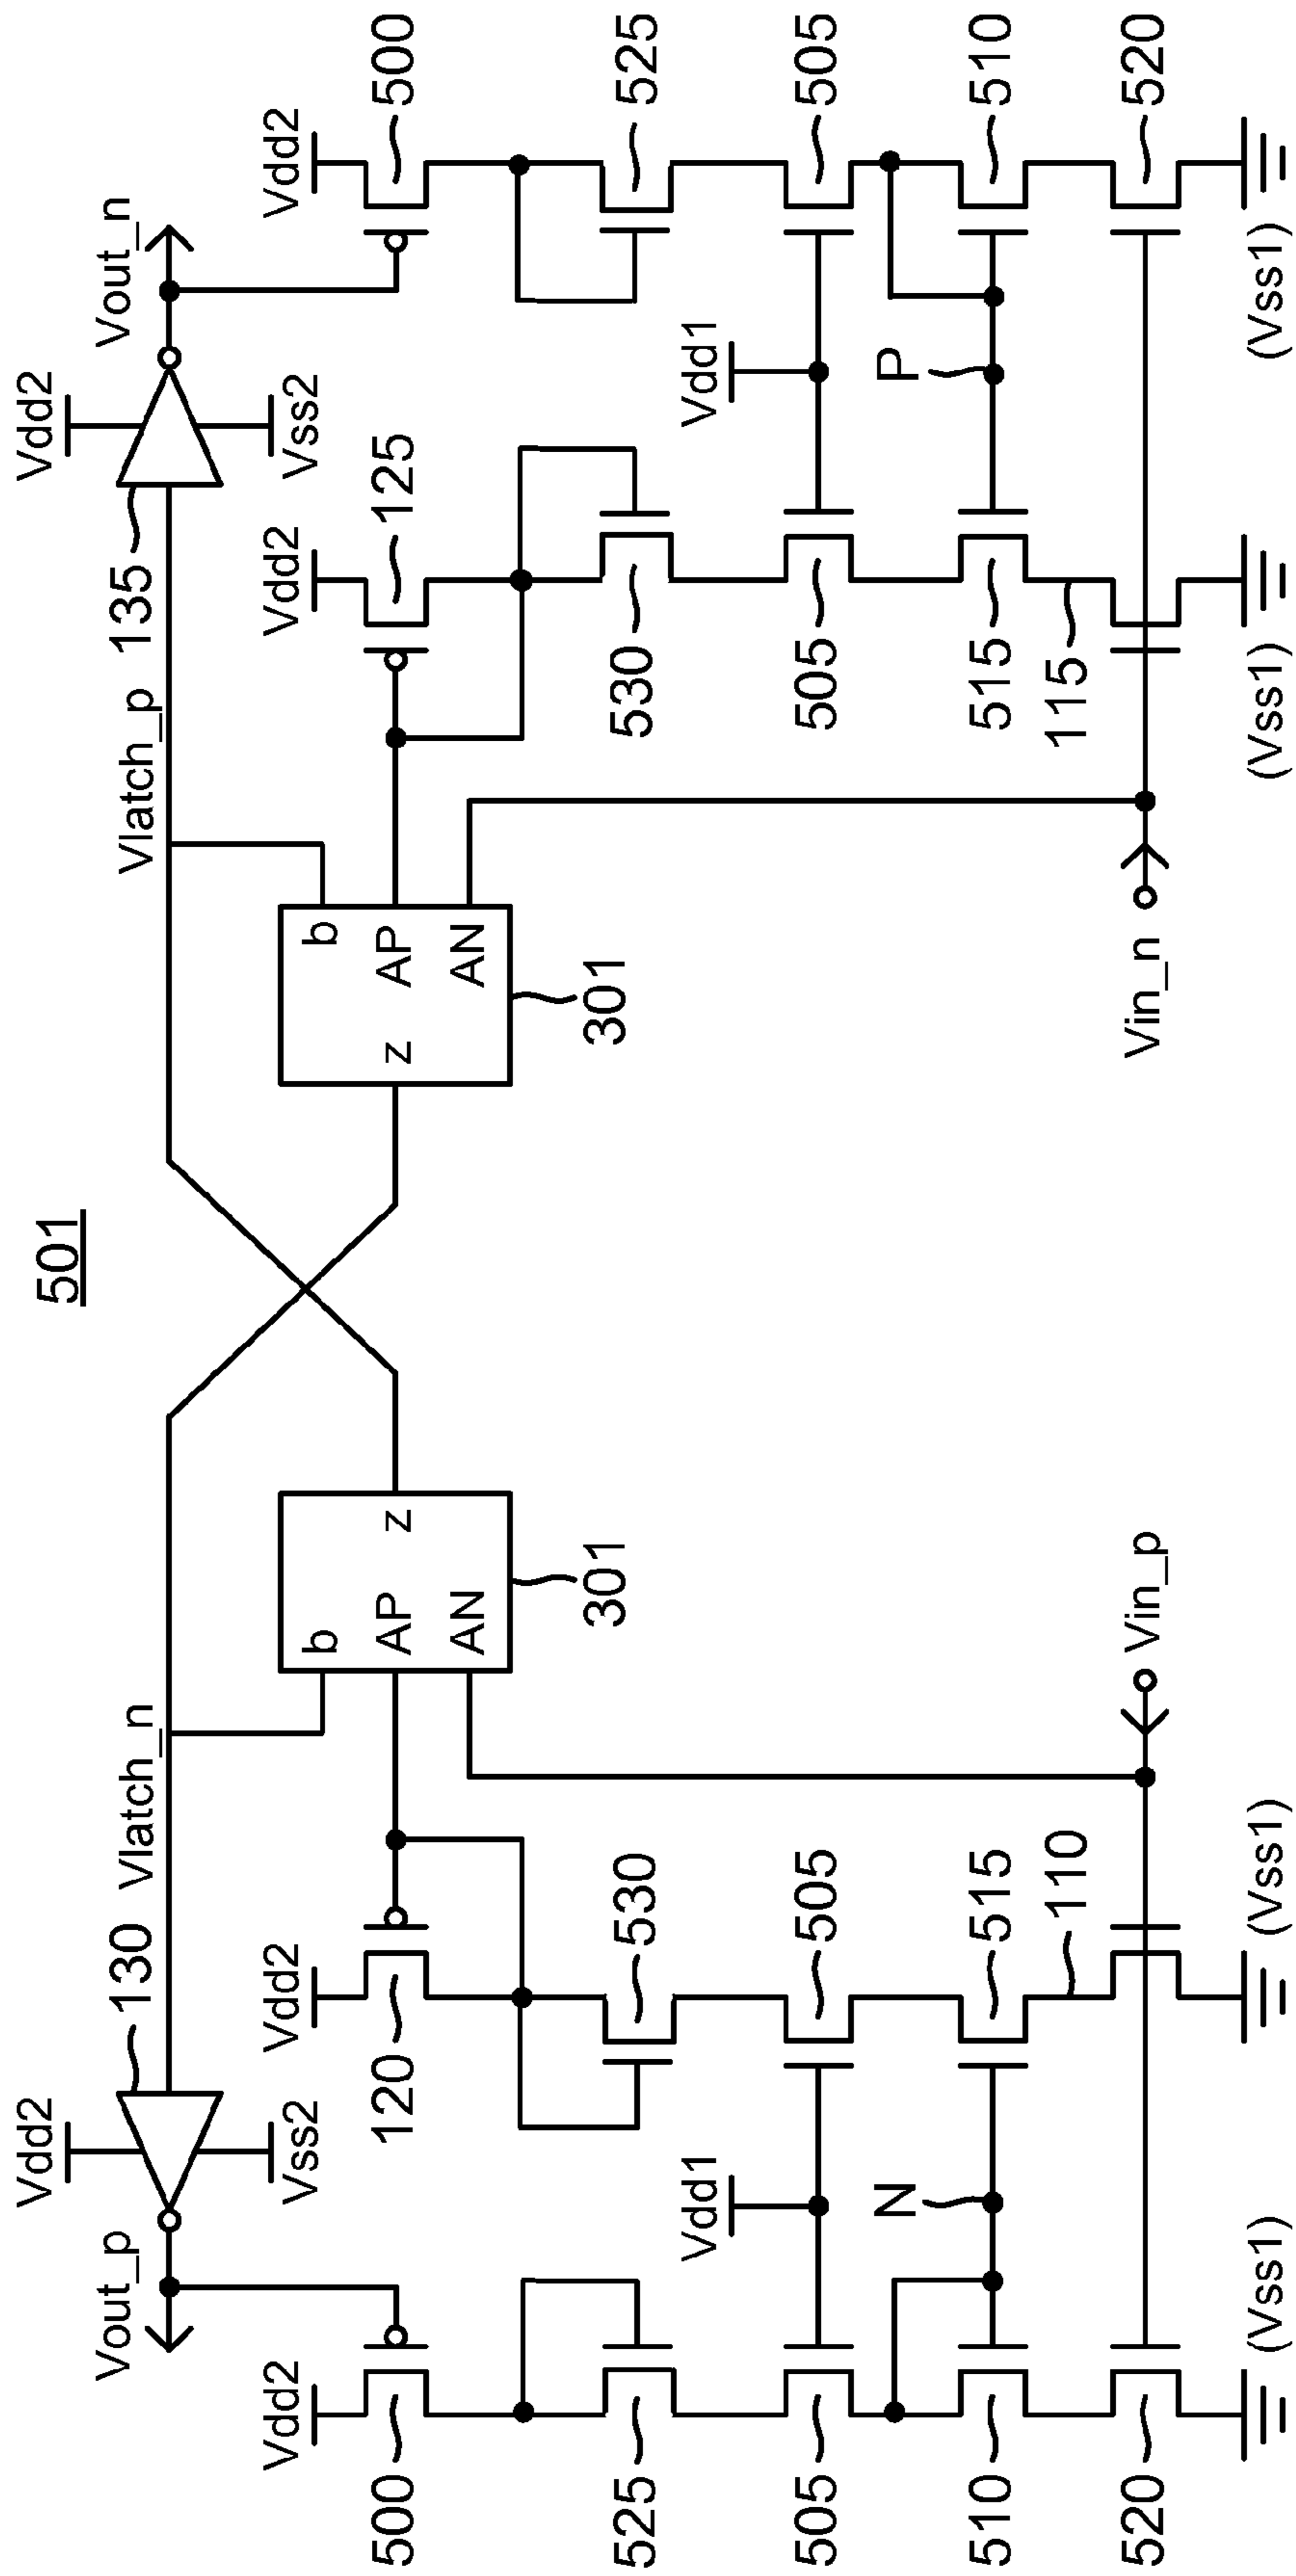 501
Vdd2 Vdd2
Vout_p 130 Vlatch_n Vlatch_p 135 Vout_n
Vdd2 Vss2 Vdd2 Vdd2 Vss2 Vdd2
b b
500 120 AP z z AP 125 500
AN AN
525 530 301 301 530 525
Vdd1 Vdd1
505 505 505 505
N P
510 515 515 510
110 115
520 Vin_p Vin_n 520
(Vss1) (Vss1) (Vss1) (Vss1)